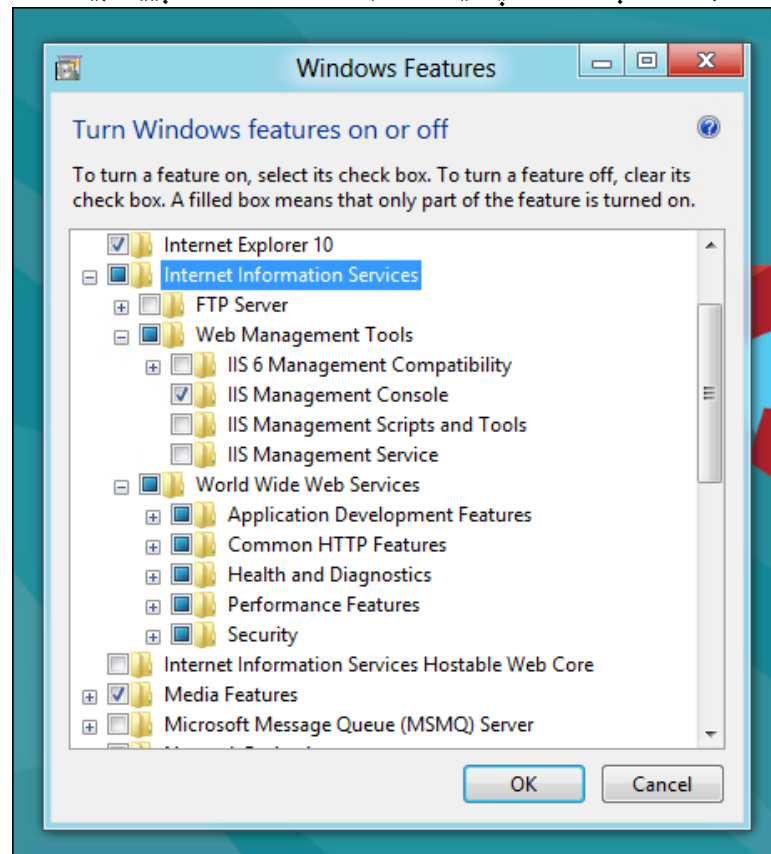 Windows Features
Turn Windows features on or off
To turn a feature on, select its check box. To turn a feature off, clear its
check box. A filled box means that only part of the feature is turned on.
Internet Explorer 10
Internet Information Services
FTP Server
Web Management Tools
IIS 6 Management Compatibility
IIS Management Console
IIS Management Scripts and Tools
IIS Management Service
World Wide Web Services
Application Development Features
Common HTTP Features
Health and Diagnostics
Performance Features
Security
Internet Information Services Hostable Web Core
Media Features
Microsoft Message Queue (MSMQ) Server
OK
Cancel